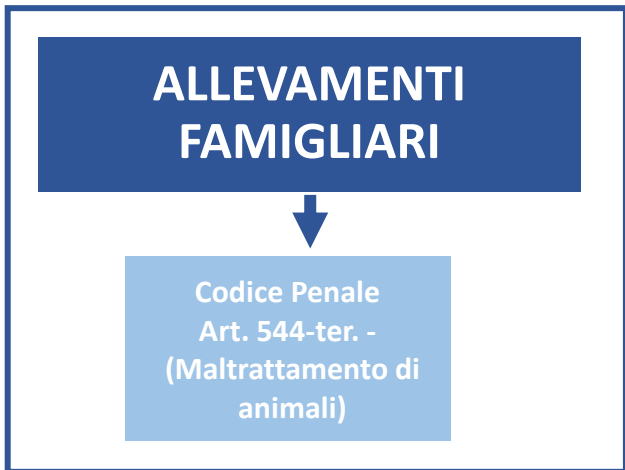 ALLEVAMENTI
FAMIGLIARI
Codice Penale
Art. 544-ter. -
(Maltrattamento di
animali)